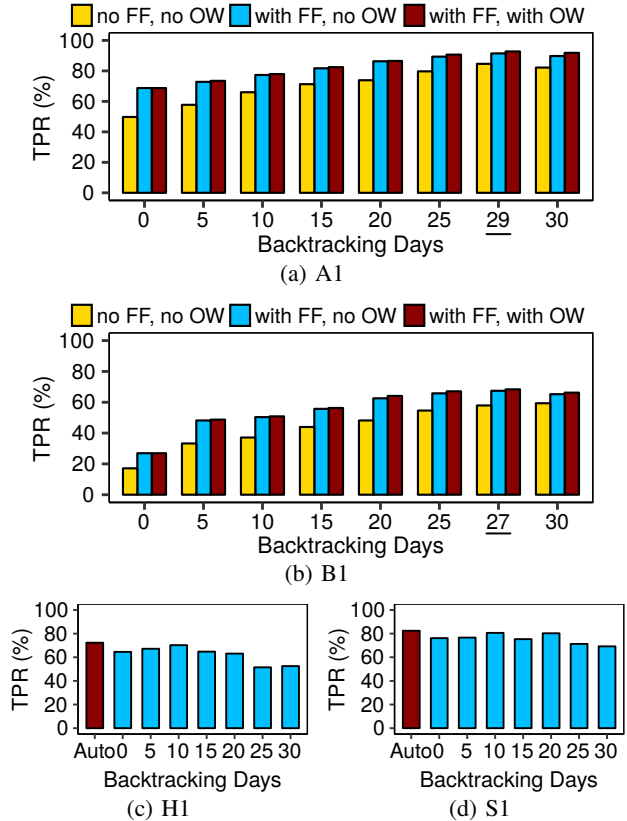 no FF, no OW with FF, no OW with FF, with OW
100
80
60
40
20
0
TPR (%)
0 5 10 15 20 25 29 30
Backtracking Days
(a) A1
no FF, no OW with FF, no OW with FF, with OW
100
80
60
40
20
0
TPR (%)
0 5 10 15 20 25 27 30
Backtracking Days
(b) B1
100
80
60
40
20
0
TPR (%)
Auto 0 5 10 15 20 25 30
Backtracking Days
(c) H1
100
80
60
40
20
0
TPR (%)
Auto 0 5 10 15 20 25 30
Backtracking Days
(d) S1